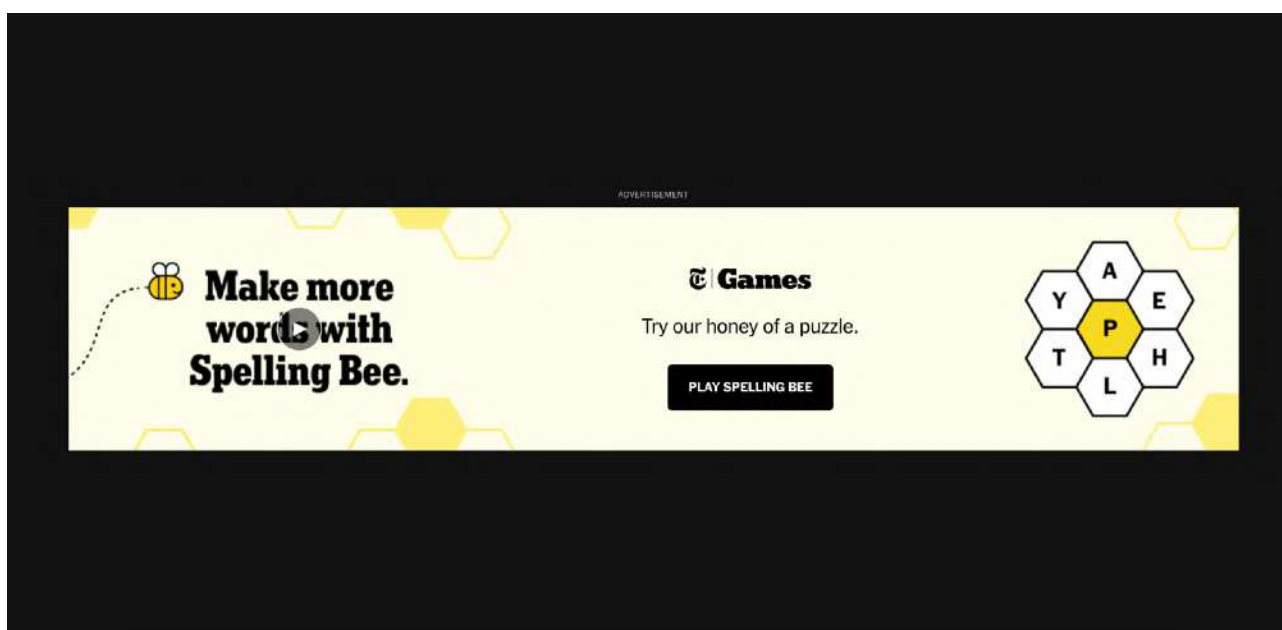 ADVERTISEMENT
Make more
words with
Spelling Bee.
T Games
Try our honey of a puzzle.
PLAY SPELLING BEE
A
Y
E
P
T
H
L